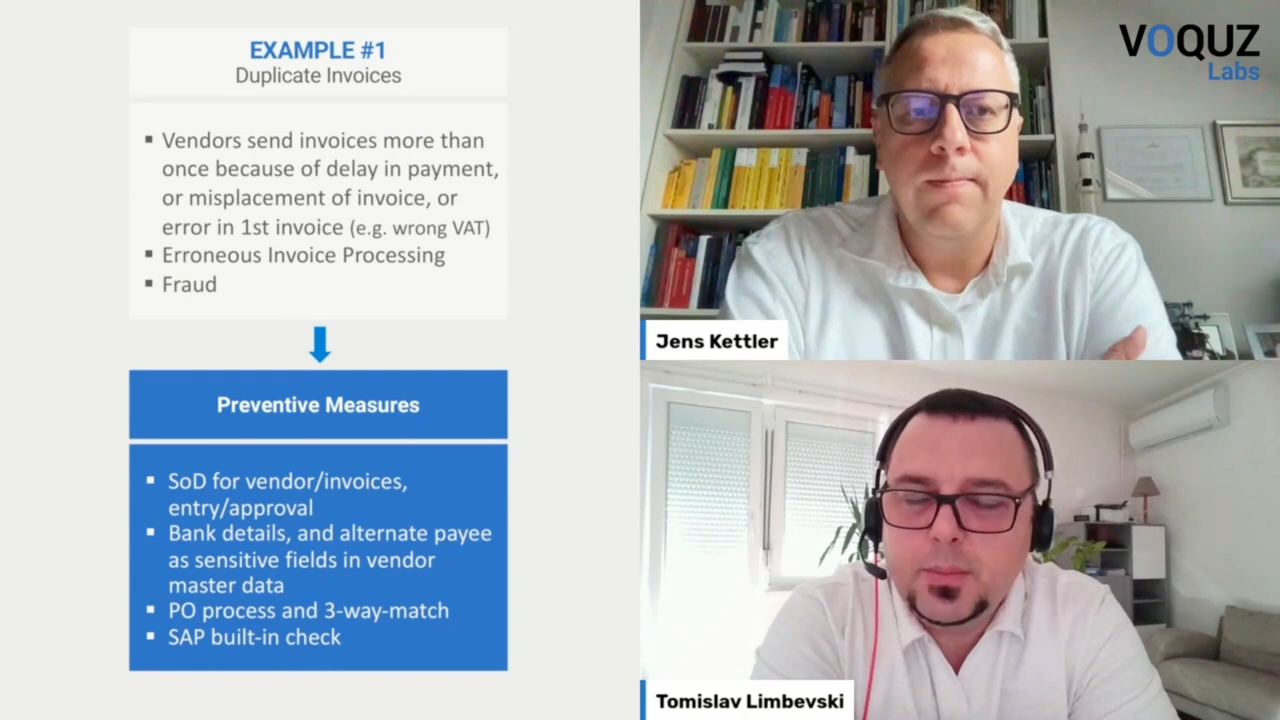 EXAMPLE #1
Duplicate Invoices
▪ Vendors send invoices more than
once because of delay in payment,
or misplacement of invoice, or
error in 1st invoice (e.g. wrong VAT)
▪ Erroneous Invoice Processing
▪ Fraud
Preventive Measures
▪ SoD for vendor/invoices,
entry/approval
▪ Bank details, and alternate payee
as sensitive fields in vendor
master data
▪ PO process and 3-way-match
▪ SAP built-in check
VOQUZ
Labs
Jens Kettler
Tomislav Limbevski